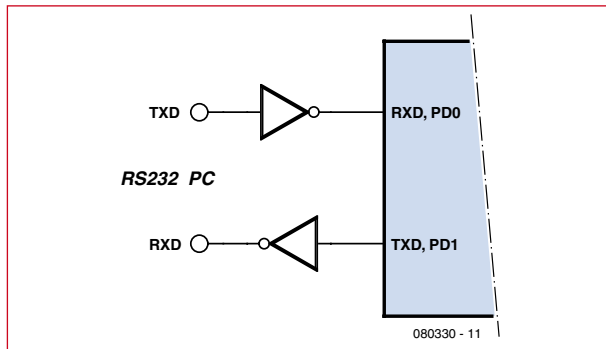 TXD
RXD, PD0
RS232 PC
RXD
TXD, PD1
080330 - 11